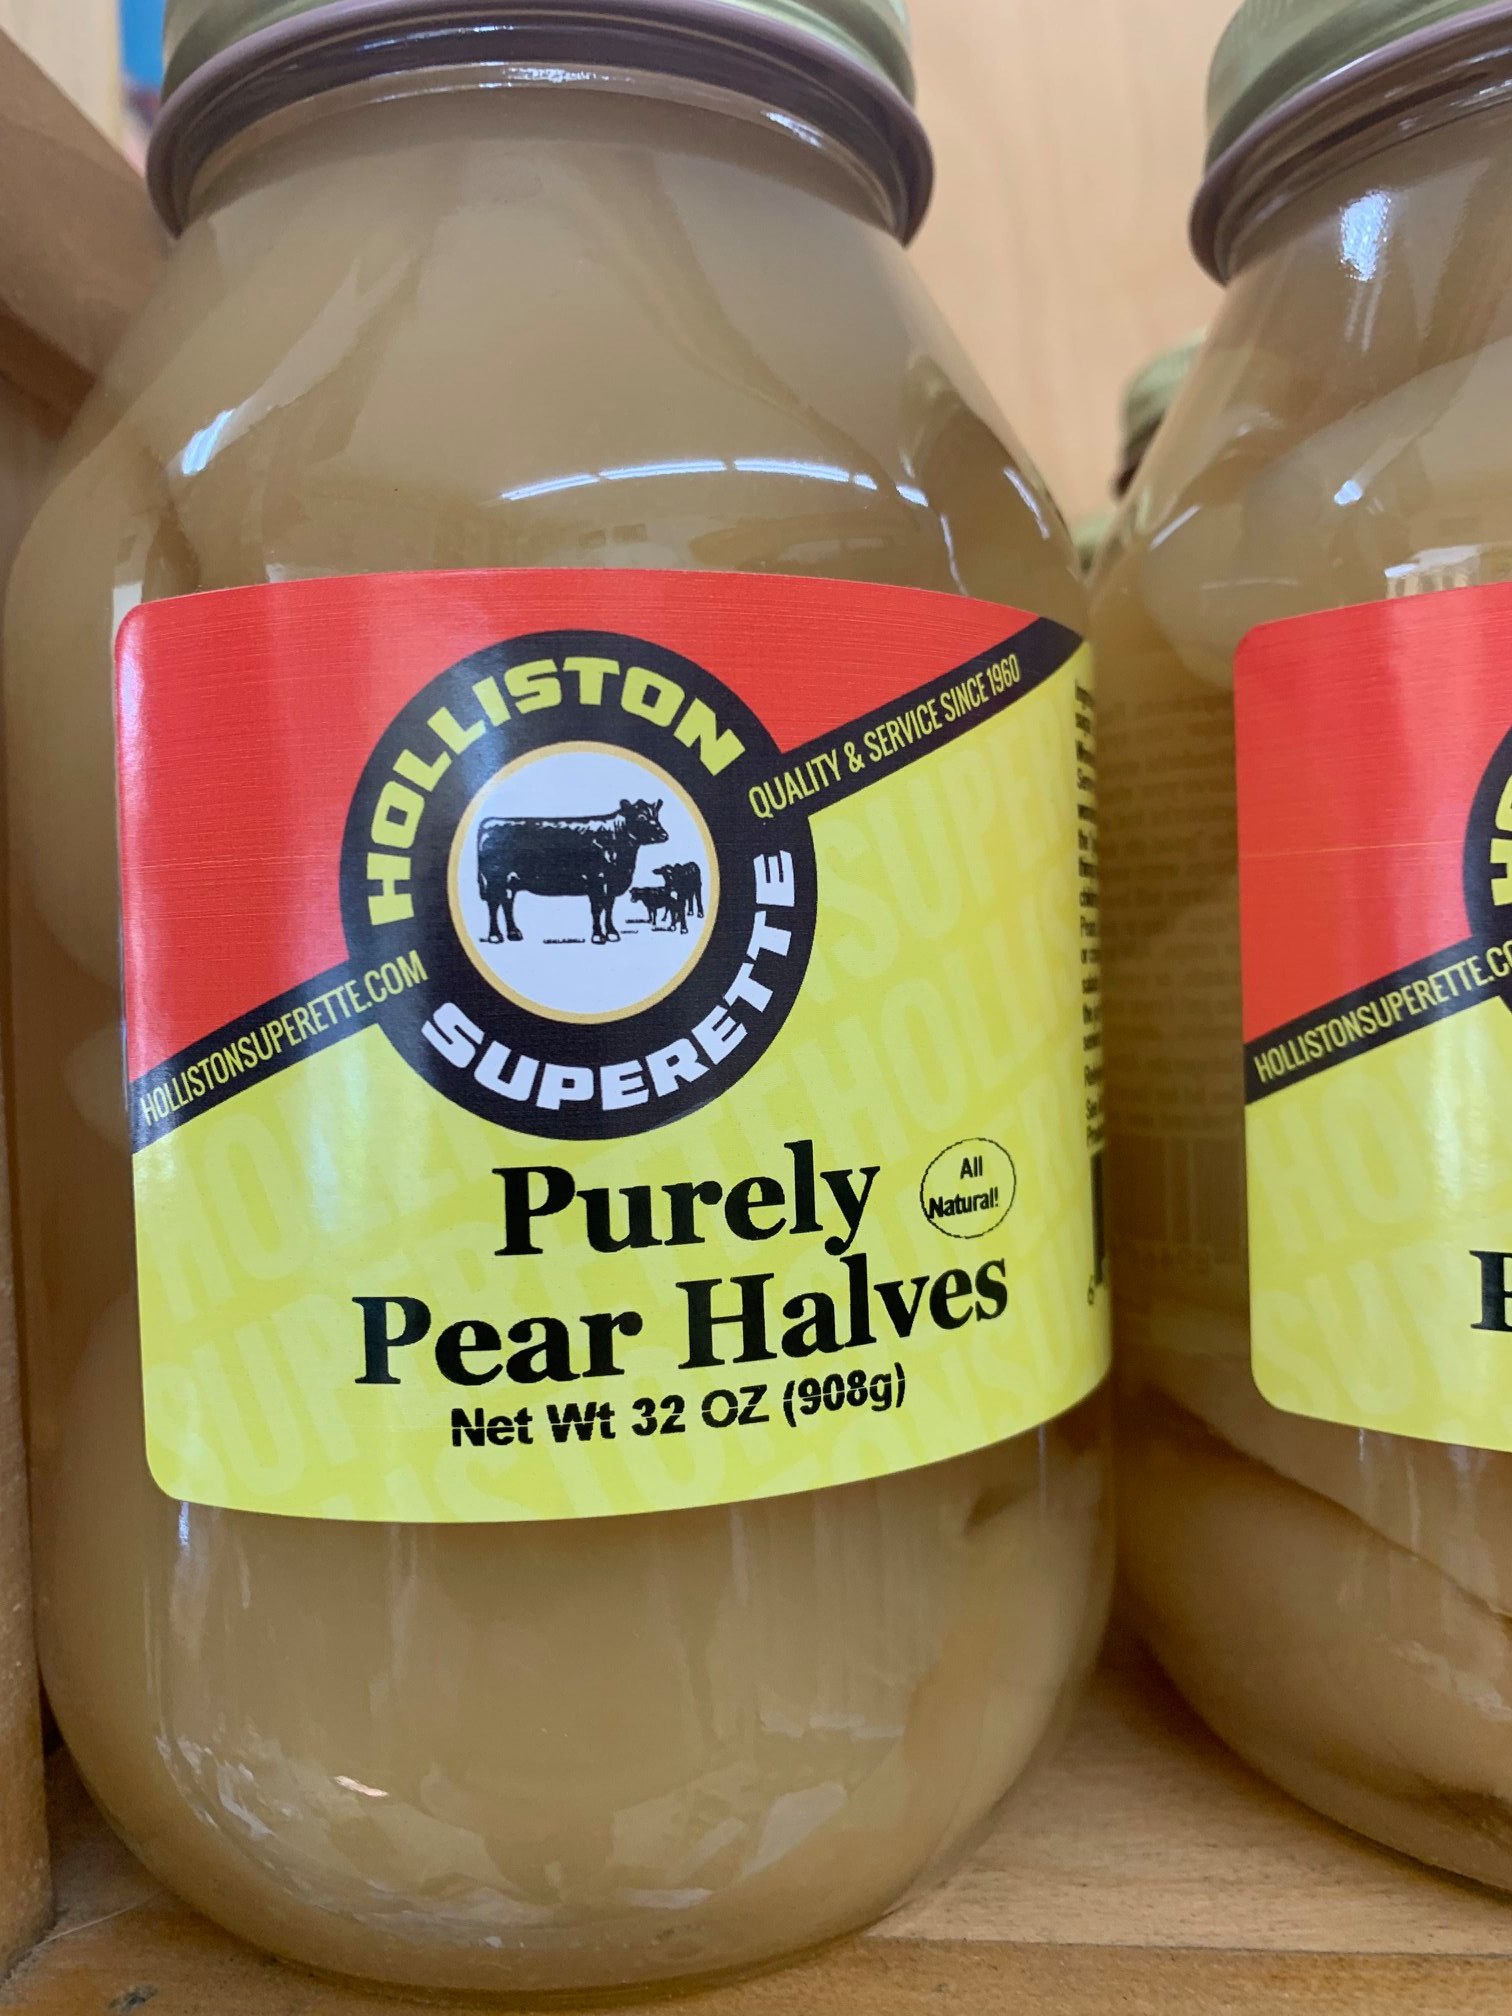 HOLLISTON
SUPERETTE
QUALITY & SERVICE SINCE 1960
HOLLISTONSUPERETTE.COM
Purely
All
Natural!
Pear Halves
Net Wt 32 OZ (908g)
HOLLISTONSUPERETTE.C